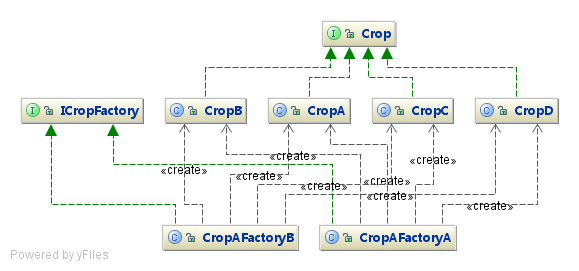 I Crop
I ICropFactory
C CropB
C CropA
C CropC
C CropD
«create»
«create»
«create»
«create»
«create»
«create»
«create»
«create»
C CropAFactoryB
C CropAFactoryA
Powered by yFiles